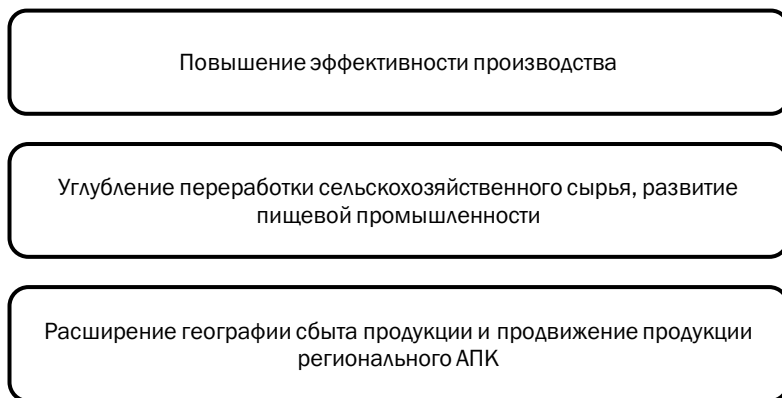 Повышение эффективности производства
Углубление переработки сельскохозяйственного сырья, развитие
пищевой промышленности
Расширение географии сбыта продукции и продвижение продукции
регионального АПК